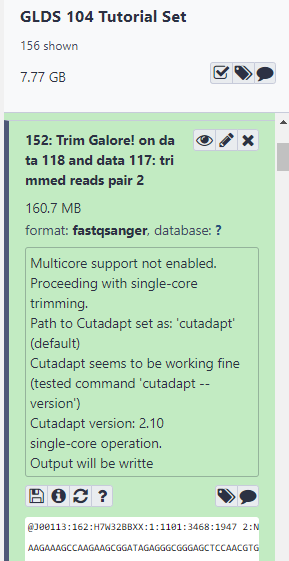 GLDS 104 Tutorial Set
156 shown
7.77 GB
152: Trim Galore! on da
ta 118 and data 117: tri
mmed reads pair 2
160.7 MB
format: fastqsanger, database: ?
Multicore support not enabled.
Proceeding with single-core
trimming.
Path to Cutadapt set as: 'cutadapt'
(default)
Cutadapt seems to be working fine
(tested command 'cutadapt --
version')
Cutadapt version: 2.10
single-core operation.
Output will be writte
@J00113:162:H7W32BBXX:1:1101:3468:1947 2:N
AAGAAAGCCAAGAAGCGGATAGAGGGCGGGAGCTCCAACGTG